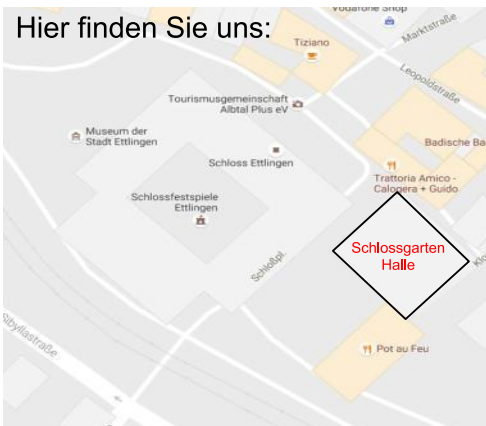 Hier finden Sie uns:
Vodafone Shop
Tiziano
Marktstraße
Leopoldstraße
Tourismusgemeinschaft
Albtal Plus eV
Museum der
Stadt Ettlingen
Badische Ba
Schloss Ettlingen
Trattoria Amico -
Calogera + Guido
Schlossfestspiele
Ettlingen
Schlossgarten
Halle
Schloßpl.
Klo
Sibyllastraße
Pot au Feu